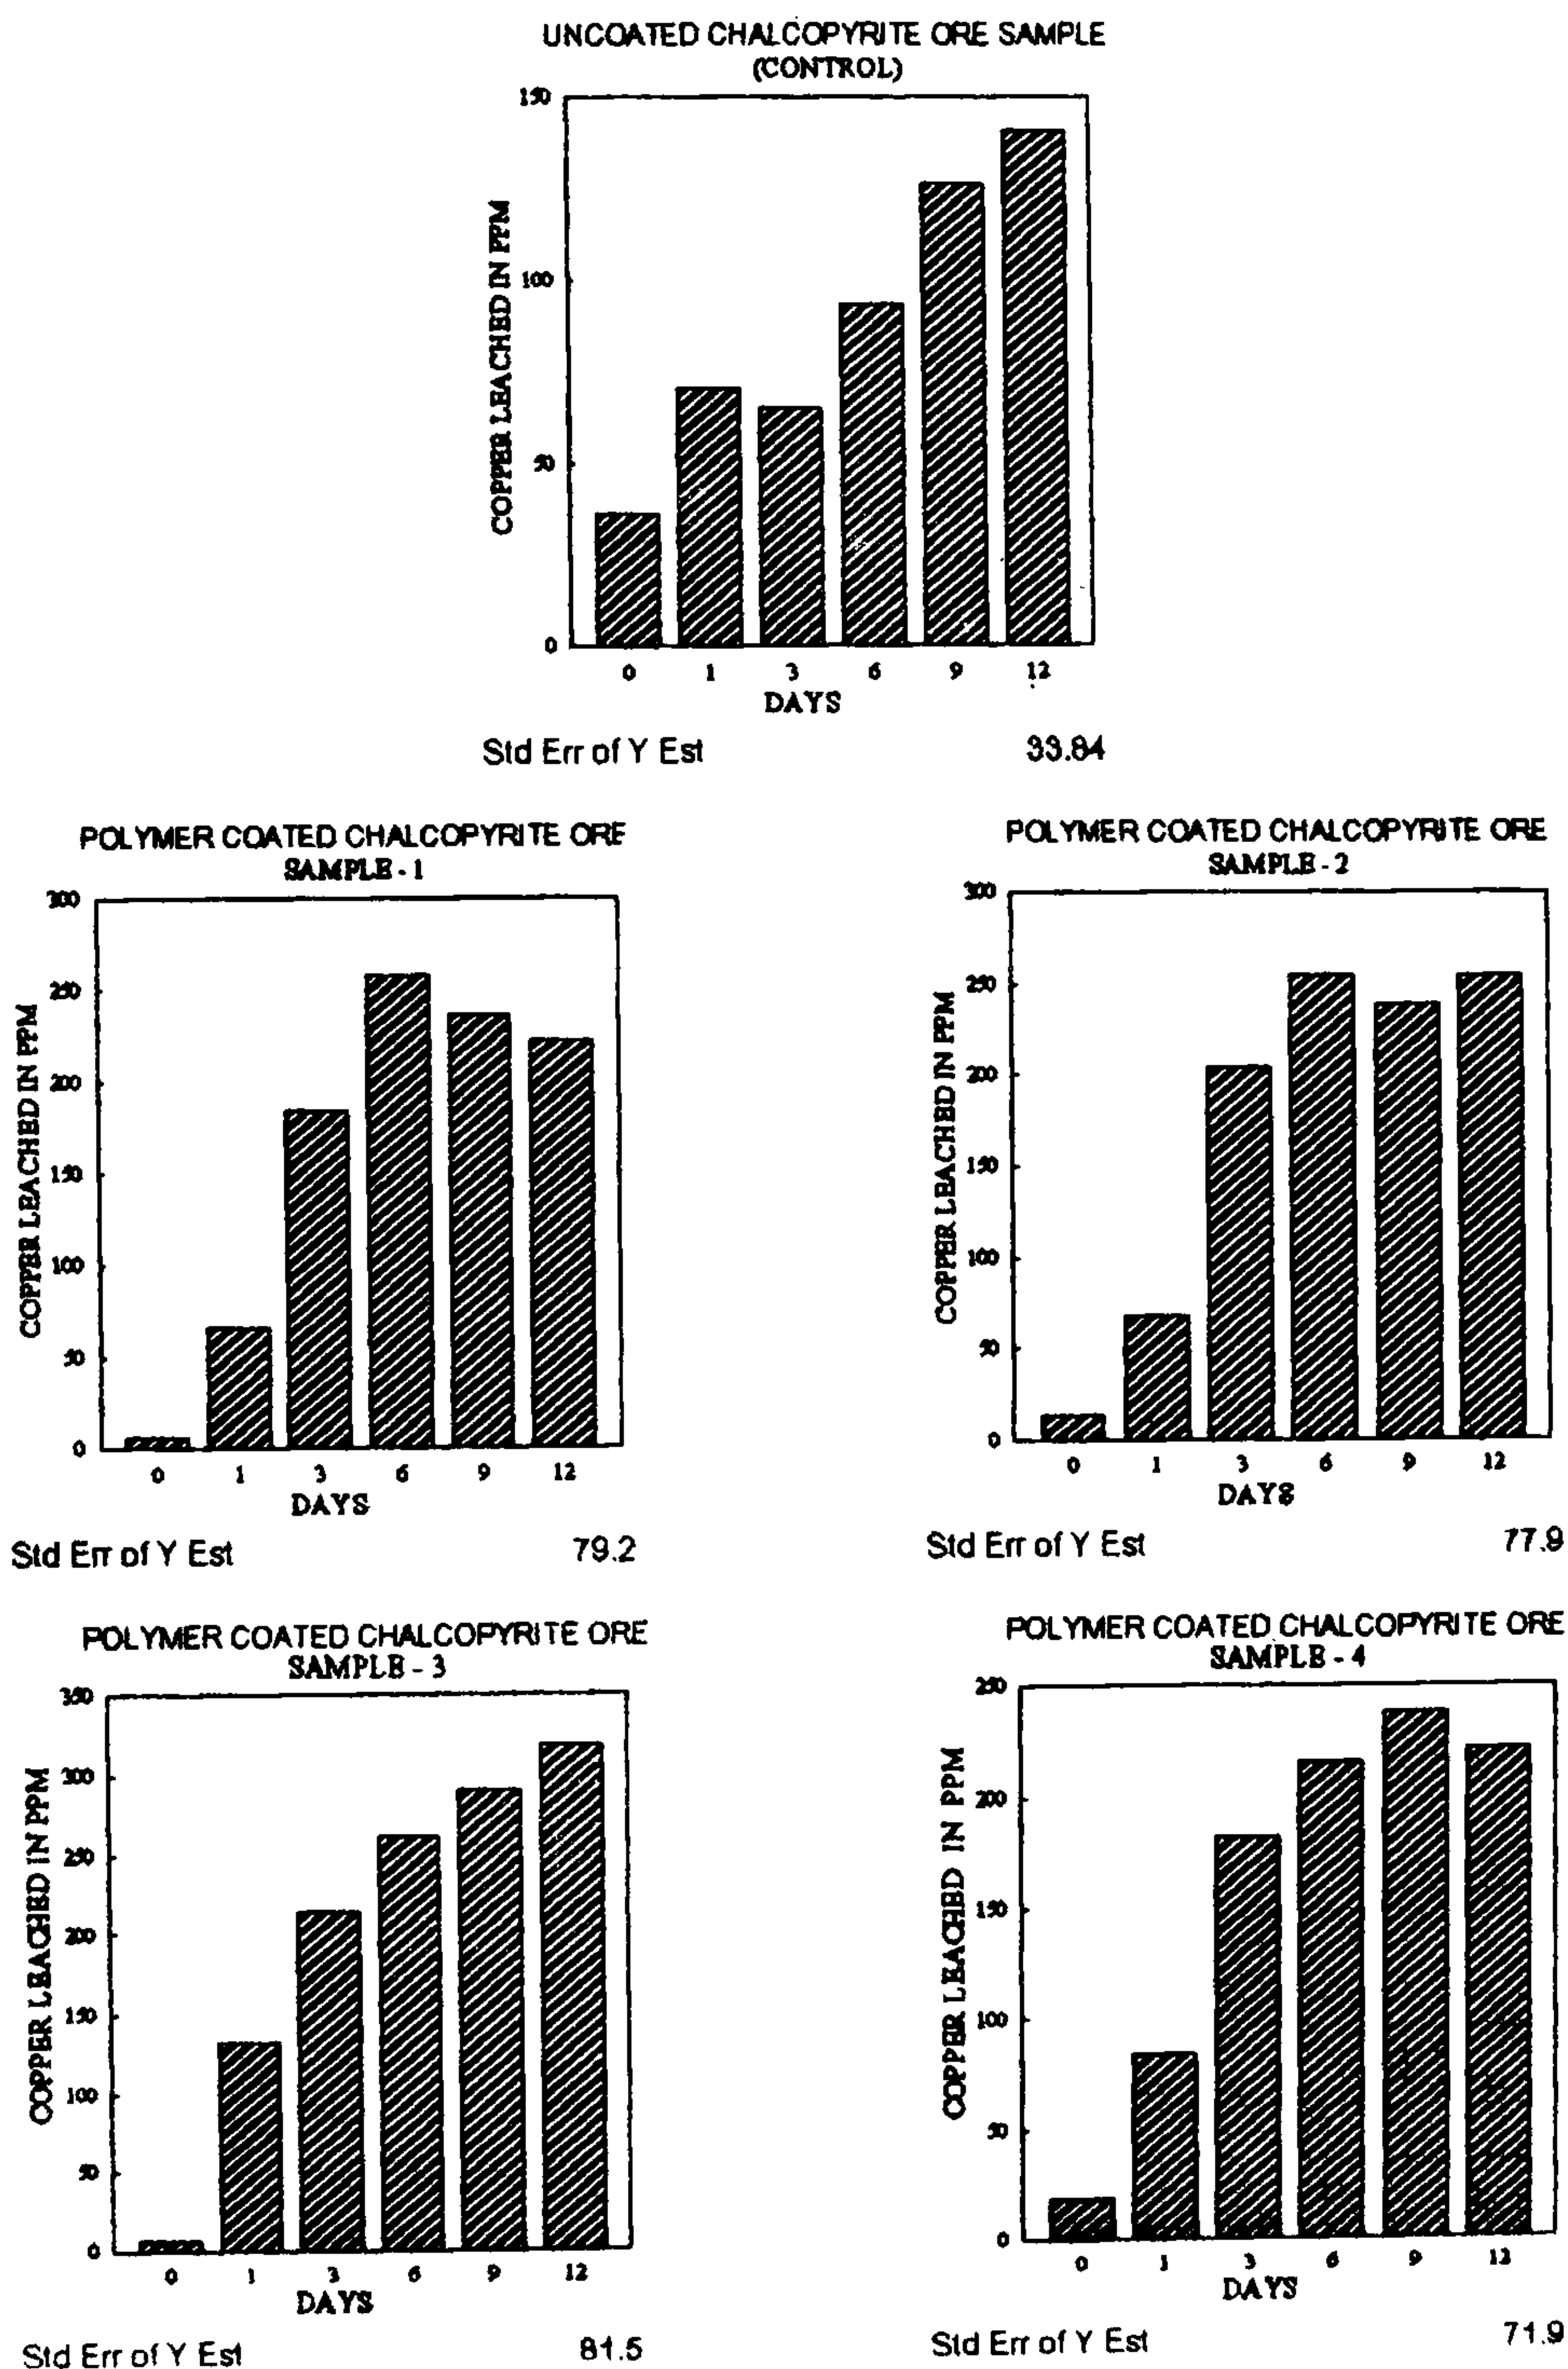 UNCOATED CHALCOPYRITE ORE SAMPLE
(CONTROL)
COPPER LEACHED IN PPM
150
100
50
0
0 1 3 6 9 12
DAYS
Std Err of Y Est 33.84
POLYMER COATED CHALCOPYRITE ORE
SAMPLE - 1
COPPER LEACHED IN PPM
300
250
200
150
100
50
0
0 1 3 6 9 12
DAYS
Std Err of Y Est 79.2
POLYMER COATED CHALCOPYRITE ORE
SAMPLE - 2
COPPER LEACHED IN PPM
300
250
200
150
100
50
0
0 1 3 6 9 12
DAYS
Std Err of Y Est 77.9
POLYMER COATED CHALCOPYRITE ORE
SAMPLE - 3
COPPER LEACHED IN PPM
350
300
250
200
150
100
50
0
0 1 3 6 9 12
DAYS
Std Err of Y Est 81.5
POLYMER COATED CHALCOPYRITE ORE
SAMPLE - 4
COPPER LEACHED IN PPM
250
200
150
100
50
0
0 1 3 6 9 12
DAYS
Std Err of Y Est 71.9